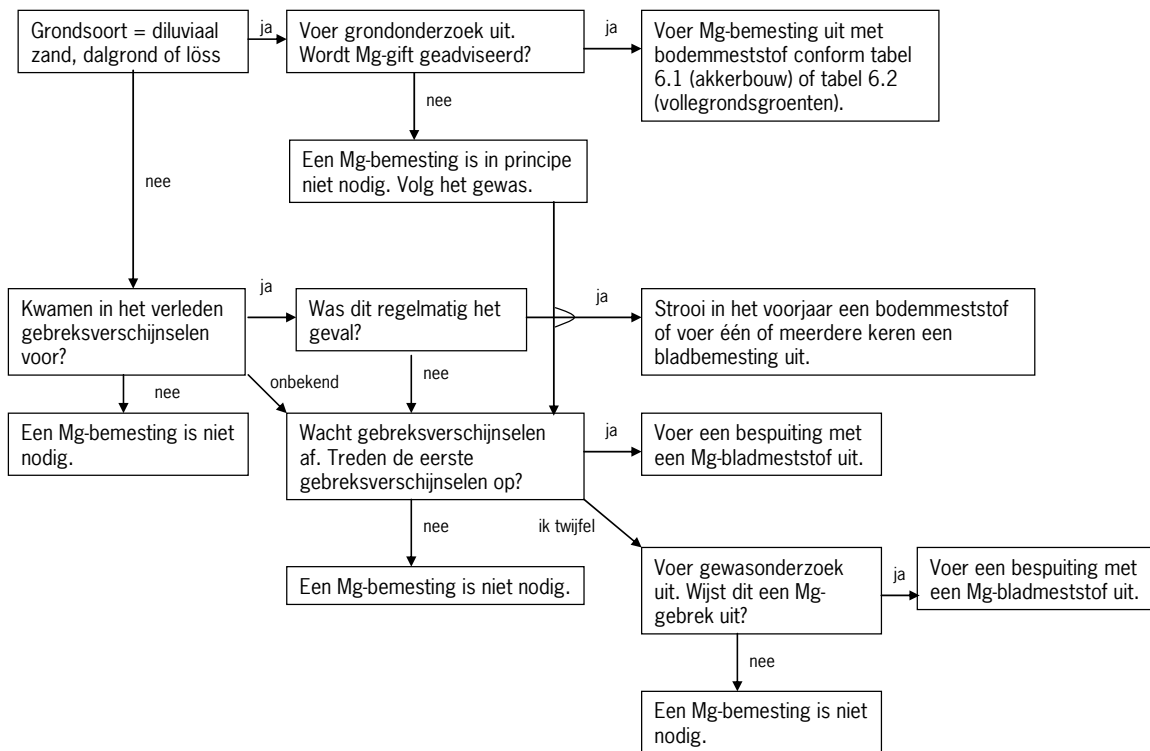 Grondsoort = diluviaal
zand, dalgrond of löss
ja
Voer grondonderzoek uit.
Wordt Mg-gift geadviseerd?
ja
Voer Mg-bemesting uit met
bodemmeststof conform tabel
6.1 (akkerbouw) of tabel 6.2
(vollegrondsgroenten).
nee
nee
Een Mg-bemesting is in principe
niet nodig. Volg het gewas.
Kwamen in het verleden
gebreksverschijnselen
voor?
ja
Was dit regelmatig het
geval?
ja
Strooi in het voorjaar een bodemmeststof
of voer één of meerdere keren een
bladbemesting uit.
nee
onbekend
nee
Een Mg-bemesting is niet
nodig.
Wacht gebreksverschijnselen
af. Treden de eerste
gebreksverschijnselen op?
ja
Voer een bespuiting met
een Mg-bladmeststof uit.
nee
ik twijfel
Een Mg-bemesting is niet nodig.
Voer gewasonderzoek
uit. Wijst dit een Mg-
gebrek uit?
ja
Voer een bespuiting met
een Mg-bladmeststof uit.
nee
Een Mg-bemesting is niet
nodig.